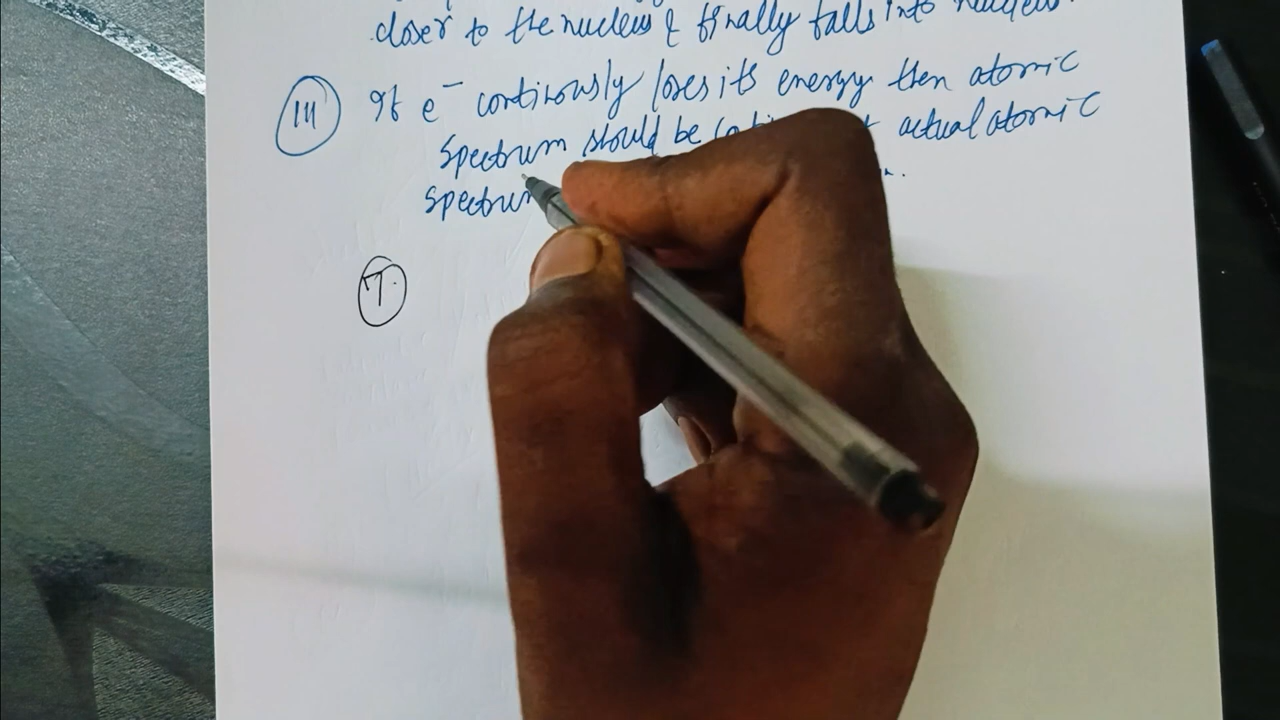 closer to the nucleus & finally falls into nucleus.
III If e⁻ continously loses its energy then atomic
Spectrum should be actual atomic
Spectrum